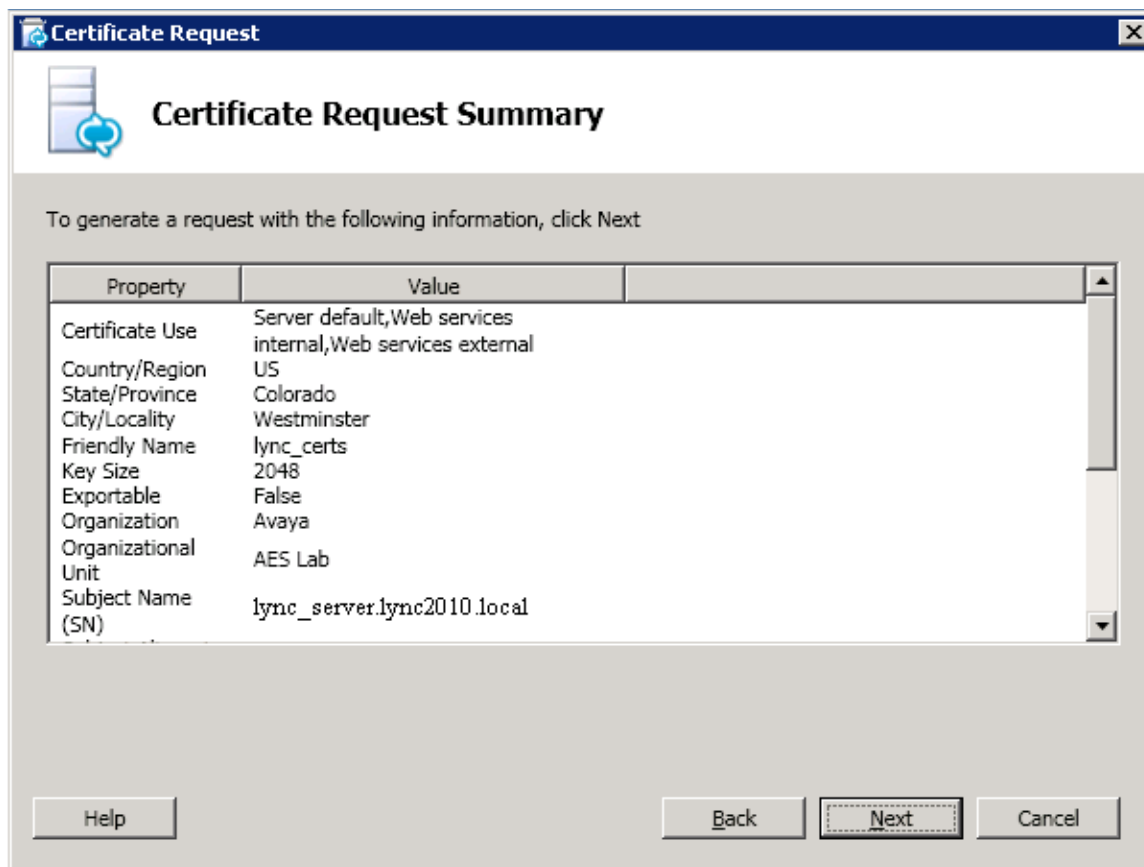 Certificate Request
Certificate Request Summary
To generate a request with the following information, click Next
Property Value
Certificate Use Server default,Web services
internal,Web services external
Country/Region US
State/Province Colorado
City/Locality Westminster
Friendly Name lync_certs
Key Size 2048
Exportable False
Organization Avaya
Organizational
Unit AES Lab
Subject Name
(SN) lync_server.lync2010.local
Help Back Next Cancel